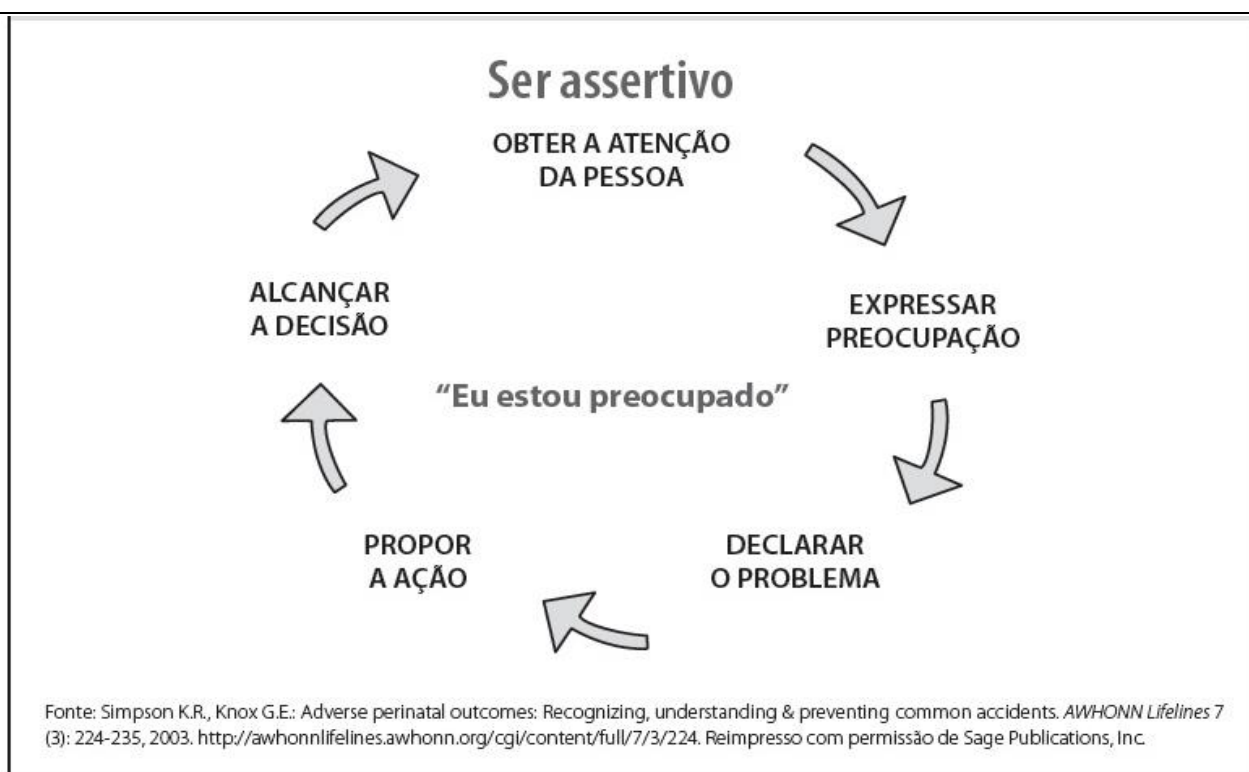 Ser assertivo
OBTER A ATENÇÃO
DA PESSOA
EXPRESSAR
PREOCUPAÇÃO
DECLARAR
O PROBLEMA
PROPOR
A AÇÃO
ALCANÇAR
A DECISÃO
“Eu estou preocupado”
Fonte: Simpson K.R., Knox G.E.: Adverse perinatal outcomes: Recognizing, understanding & preventing common accidents. AWHONN Lifelines 7
(3): 224-235, 2003. http://awhonnlifelines.awhonn.org/cgi/content/full/7/3/224. Reimpresso com permissão de Sage Publications, Inc.